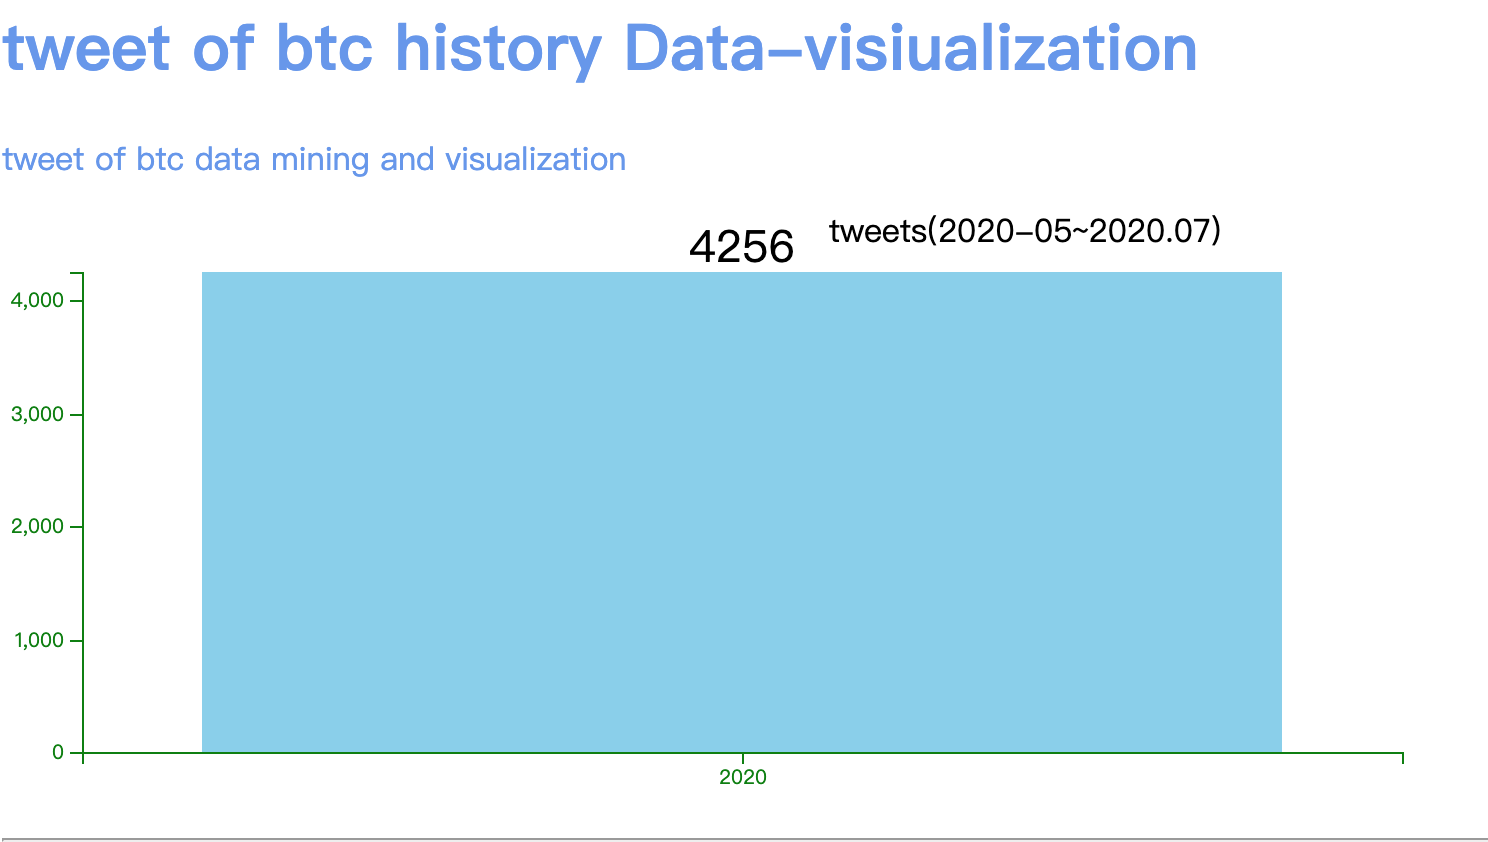 tweet of btc history Data–visiualization
tweet of btc data mining and visualization
4256 tweets(2020–05~2020.07)
4,000
3,000
2,000
1,000
0
2020